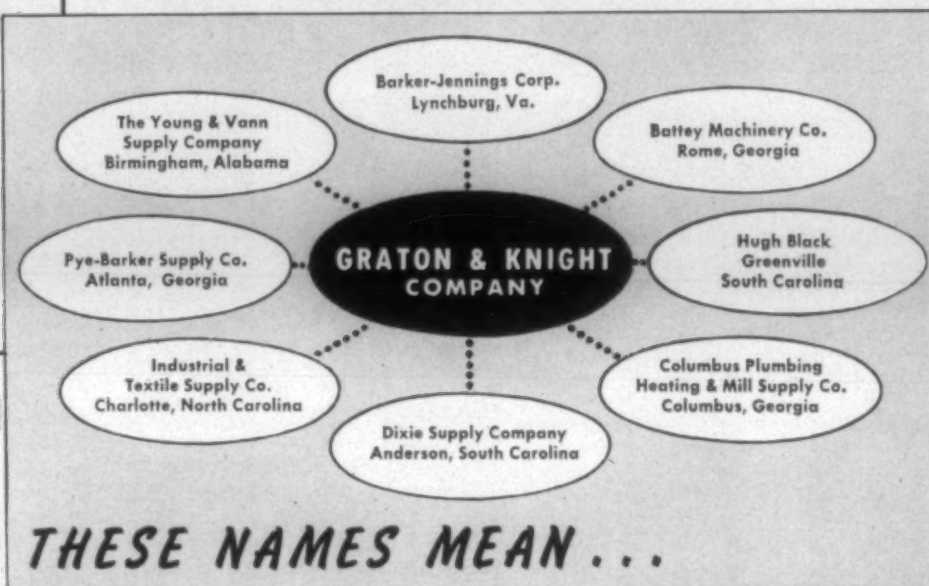 Barker-Jennings Corp.
Lynchburg, Va.
The Young & Vann
Supply Company
Birmingham, Alabama
Battey Machinery Co.
Rome, Georgia
Pye-Barker Supply Co.
Atlanta, Georgia
GRATON & KNIGHT
COMPANY
Hugh Black
Greenville
South Carolina
Industrial &
Textile Supply Co.
Charlotte, North Carolina
Columbus Plumbing
Heating & Mill Supply Co.
Columbus, Georgia
Dixie Supply Company
Anderson, South Carolina
THESE NAMES MEAN...